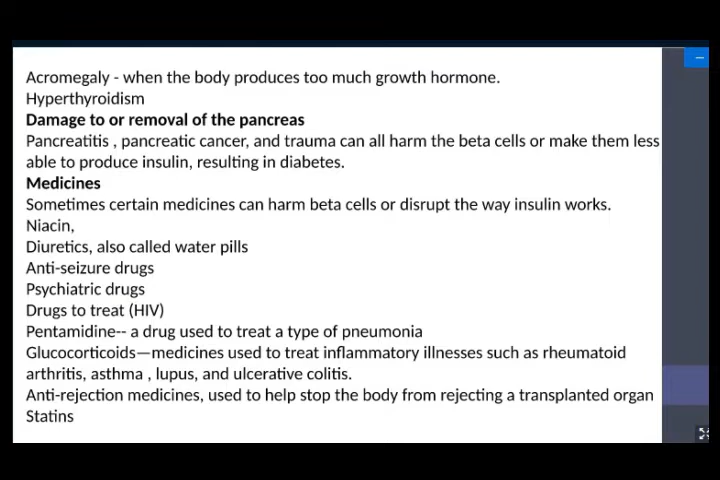 Acromegaly - when the body produces too much growth hormone.
Hyperthyroidism
Damage to or removal of the pancreas
Pancreatitis , pancreatic cancer, and trauma can all harm the beta cells or make them less
able to produce insulin, resulting in diabetes.
Medicines
Sometimes certain medicines can harm beta cells or disrupt the way insulin works.
Niacin,
Diuretics, also called water pills
Anti-seizure drugs
Psychiatric drugs
Drugs to treat (HIV)
Pentamidine-- a drug used to treat a type of pneumonia
Glucocorticoids—medicines used to treat inflammatory illnesses such as rheumatoid
arthritis, asthma , lupus, and ulcerative colitis.
Anti-rejection medicines, used to help stop the body from rejecting a transplanted organ
Statins